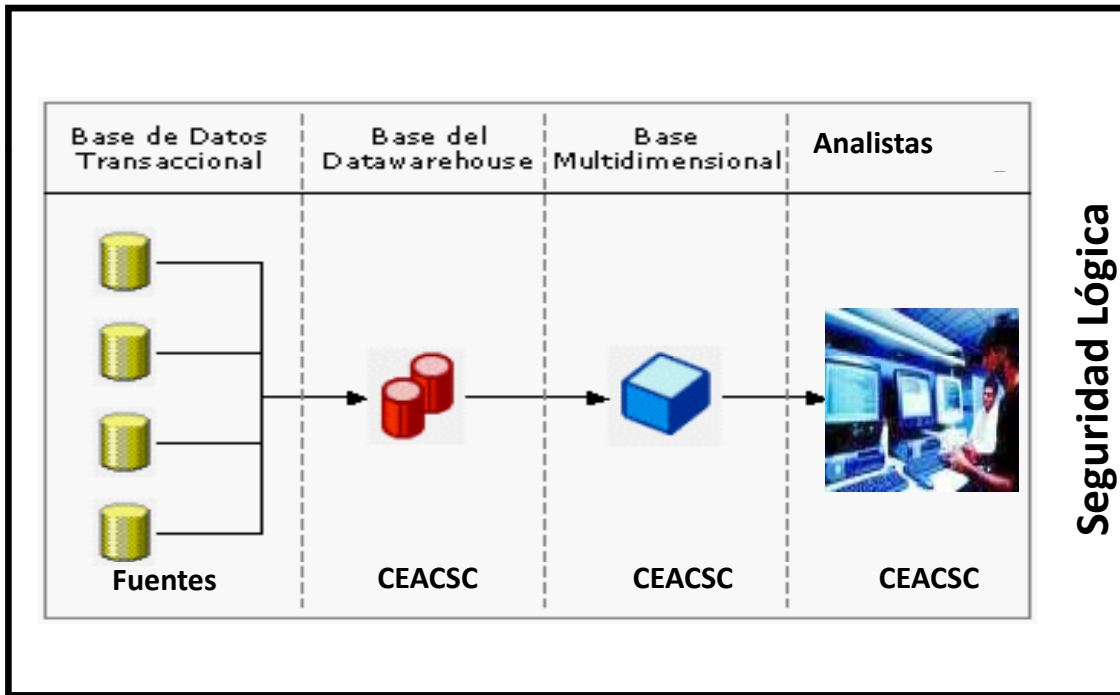 Base de Datos
Transaccional
Base del
Datawarehouse
Base
Multidimensional
Analistas
Fuentes
CEACSC
CEACSC
CEACSC
Seguridad Lógica